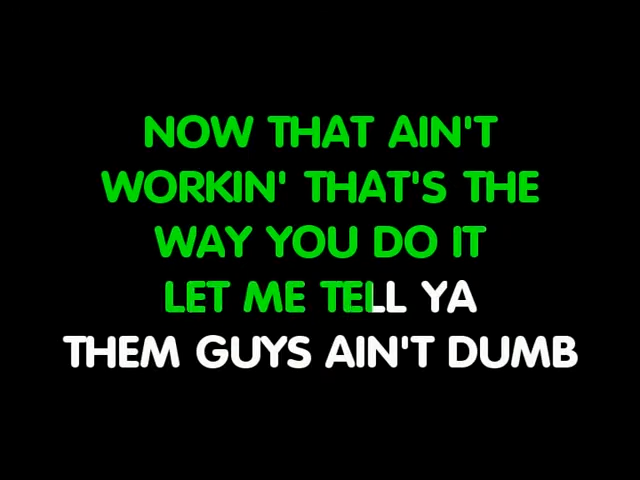 NOW THAT AIN'T
WORKIN' THAT'S THE
WAY YOU DO IT
LET ME TELL YA
THEM GUYS AIN'T DUMB